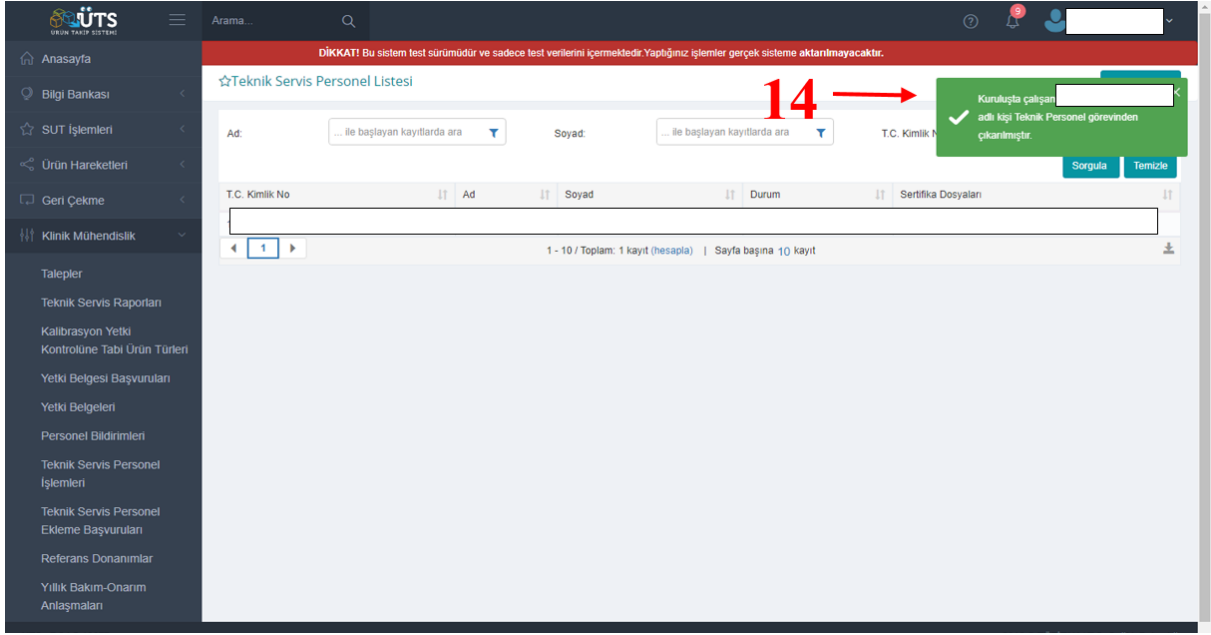 ÜTS
ÜRÜN TAKİP SİSTEMİ
Arama...
9
DİKKAT! Bu sistem test sürümüdür ve sadece test verilerini içermektedir.Yaptığınız işlemler gerçek sisteme aktarılmayacaktır.
Anasayfa
Bilgi Bankası
SUT İşlemleri
Ürün Hareketleri
Geri Çekme
Klinik Mühendislik
Talepler
Teknik Servis Raporları
Kalibrasyon Yetki
Kontrolüne Tabi Ürün Türleri
Yetki Belgesi Başvuruları
Yetki Belgeleri
Personel Bildirimleri
Teknik Servis Personel
İşlemleri
Teknik Servis Personel
Ekleme Başvuruları
Referans Donanımlar
Yıllık Bakım-Onarım
Anlaşmaları
Teknik Servis Personel Listesi
14
Kuruluşta çalışan
adlı kişi Teknik Personel görevinden
çıkarılmıştır.
Ad: ... ile başlayan kayıtlarda ara Soyad: ... ile başlayan kayıtlarda ara T.C. Kimlik
Sorgula Temizle
T.C. Kimlik No Ad Soyad Durum Sertifika Dosyaları
1 1 - 10 / Toplam: 1 kayıt (hesapla) | Sayfa başına 10 kayıt